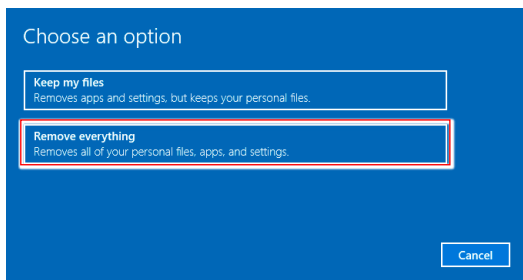 Choose an option
Keep my files
Removes apps and settings, but keeps your personal files.
Remove everything
Removes all of your personal files, apps, and settings.
Cancel